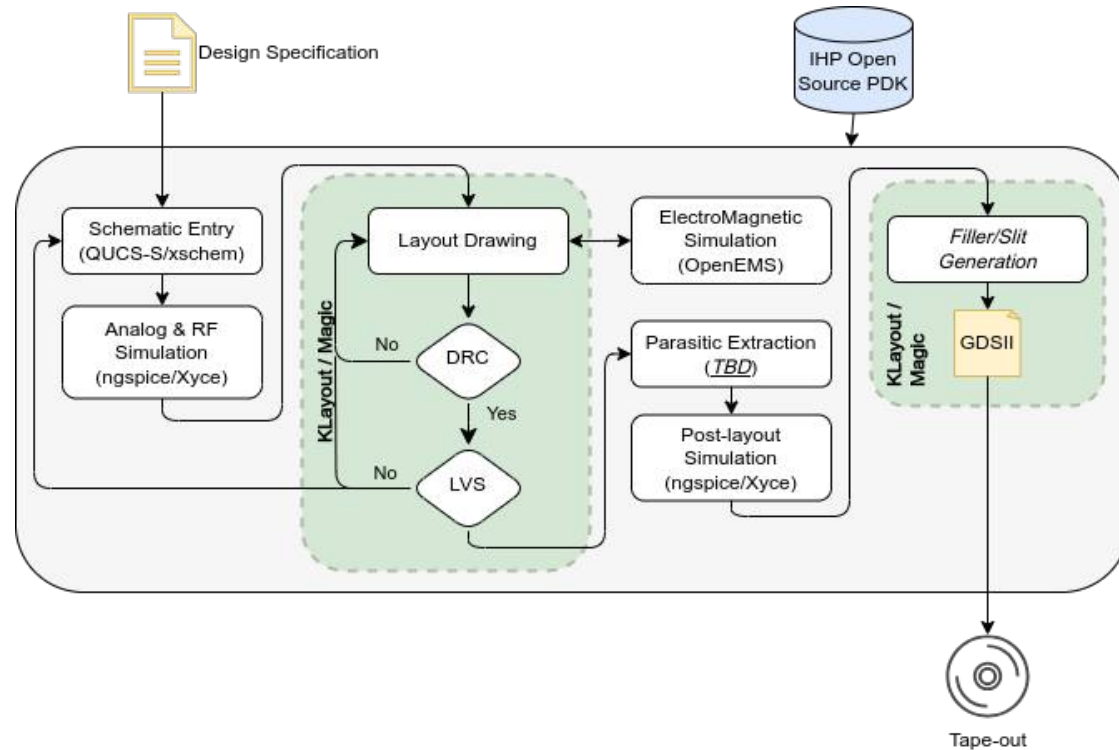 Design Specification
IHP Open
Source PDK
Schematic Entry
(QUCS-S/xschem)
Analog & RF
Simulation
(ngspice/Xyce)
KLayout / Magic
Layout Drawing
DRC
No
Yes
LVS
No
ElectroMagnetic
Simulation
(OpenEMS)
Parasitic Extraction
(TBD)
Post-layout
Simulation
(ngspice/Xyce)
KLayout /
Magic
Filler/Slit
Generation
GDSII
Tape-out